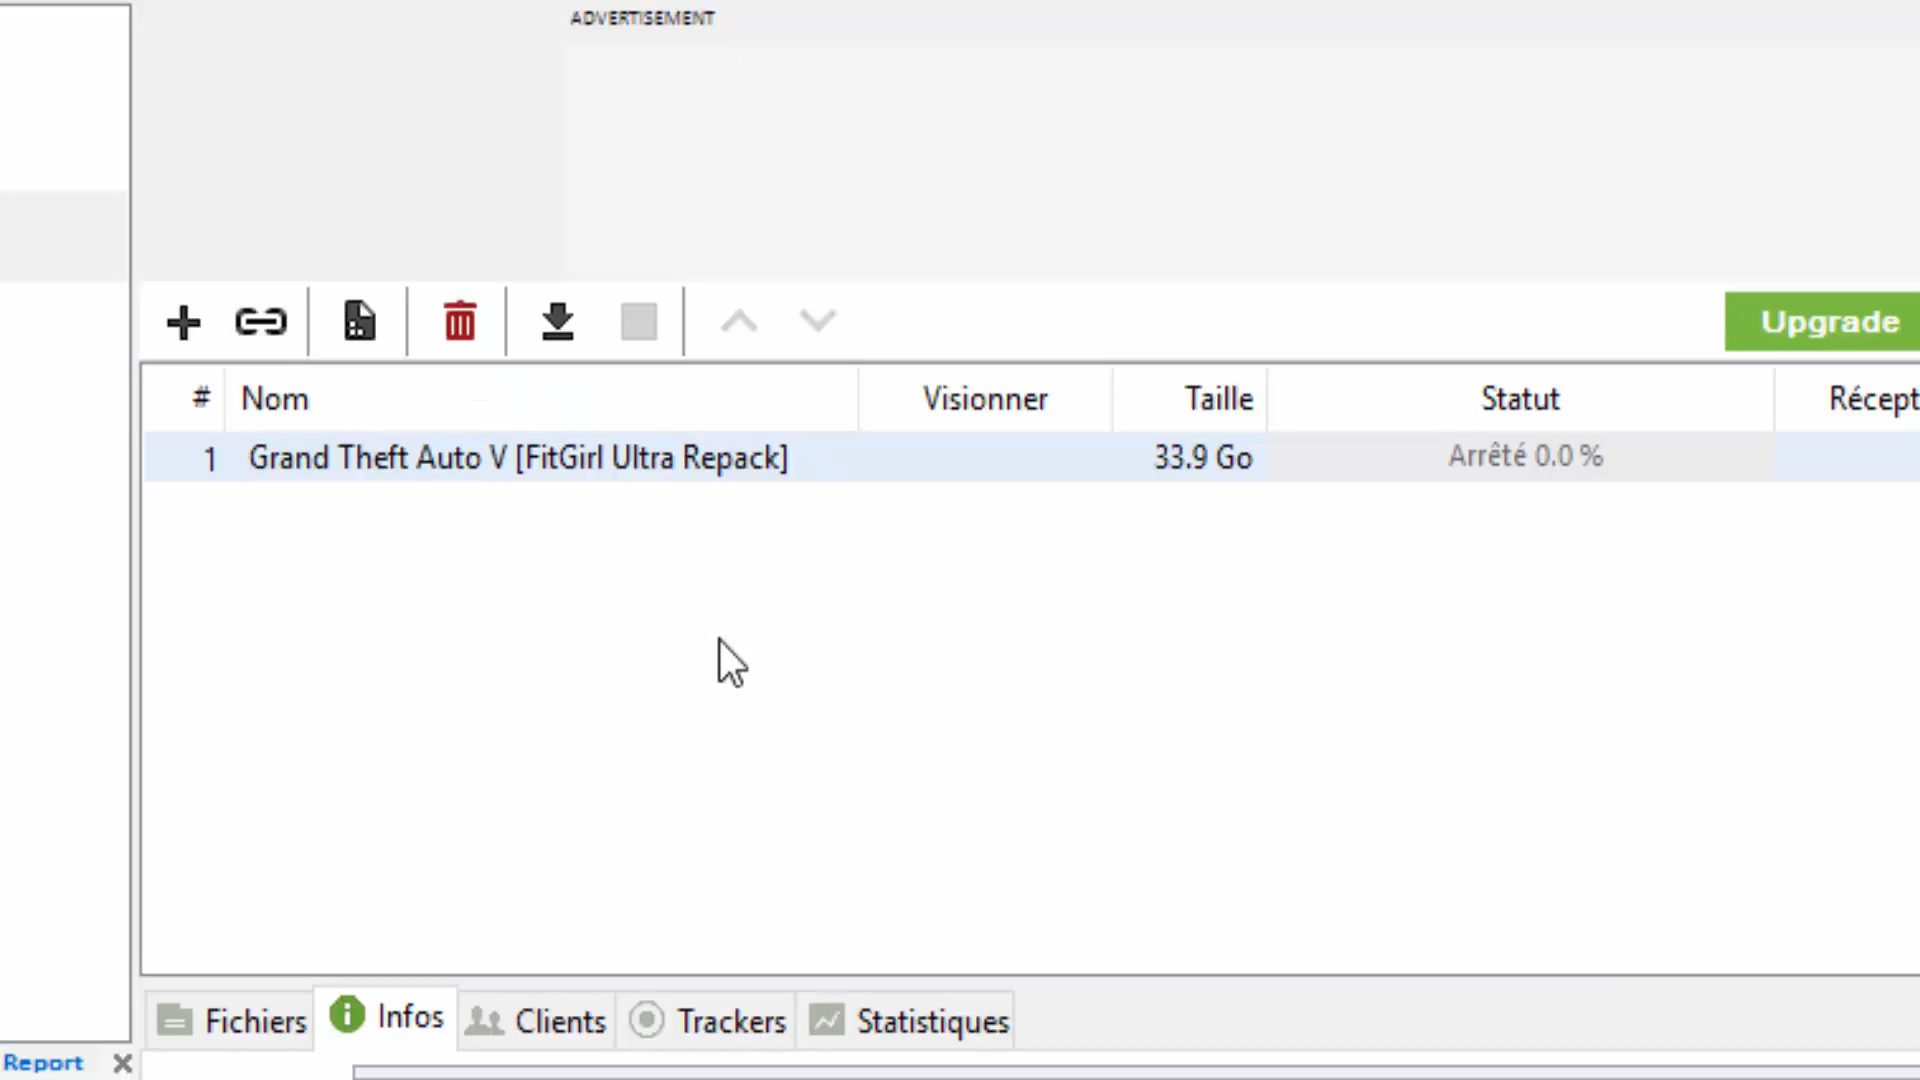 ADVERTISEMENT
Upgrade
# Nom Visionner Taille Statut Récept
1 Grand Theft Auto V [FitGirl Ultra Repack] 33.9 Go Arrêté 0.0 %
Fichiers Infos Clients Trackers Statistiques
Report